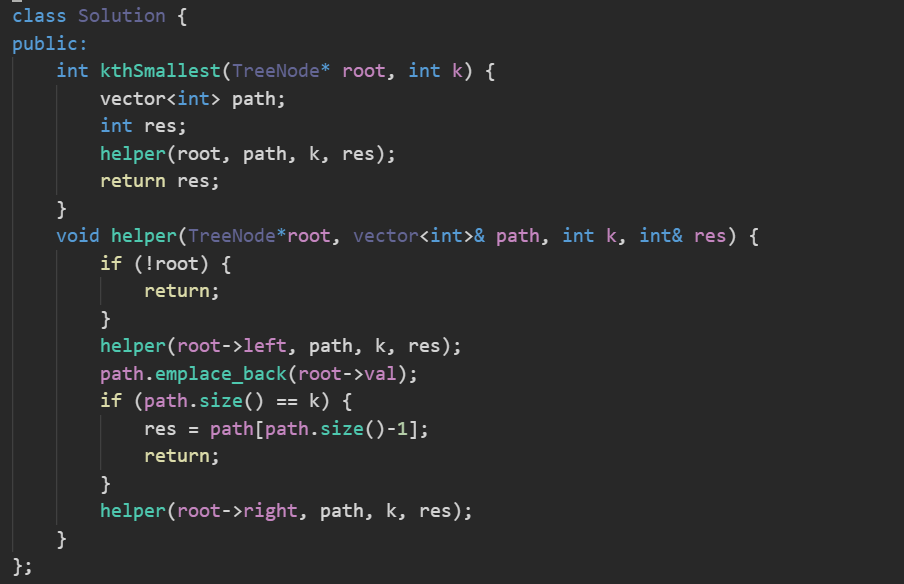 class Solution {
public:
    int kthSmallest(TreeNode* root, int k) {
        vector<int> path;
        int res;
        helper(root, path, k, res);
        return res;
    }
    void helper(TreeNode*root, vector<int>& path, int k, int& res) {
        if (!root) {
            return;
        }
        helper(root->left, path, k, res);
        path.emplace_back(root->val);
        if (path.size() == k) {
            res = path[path.size()-1];
            return;
        }
        helper(root->right, path, k, res);
    }
};